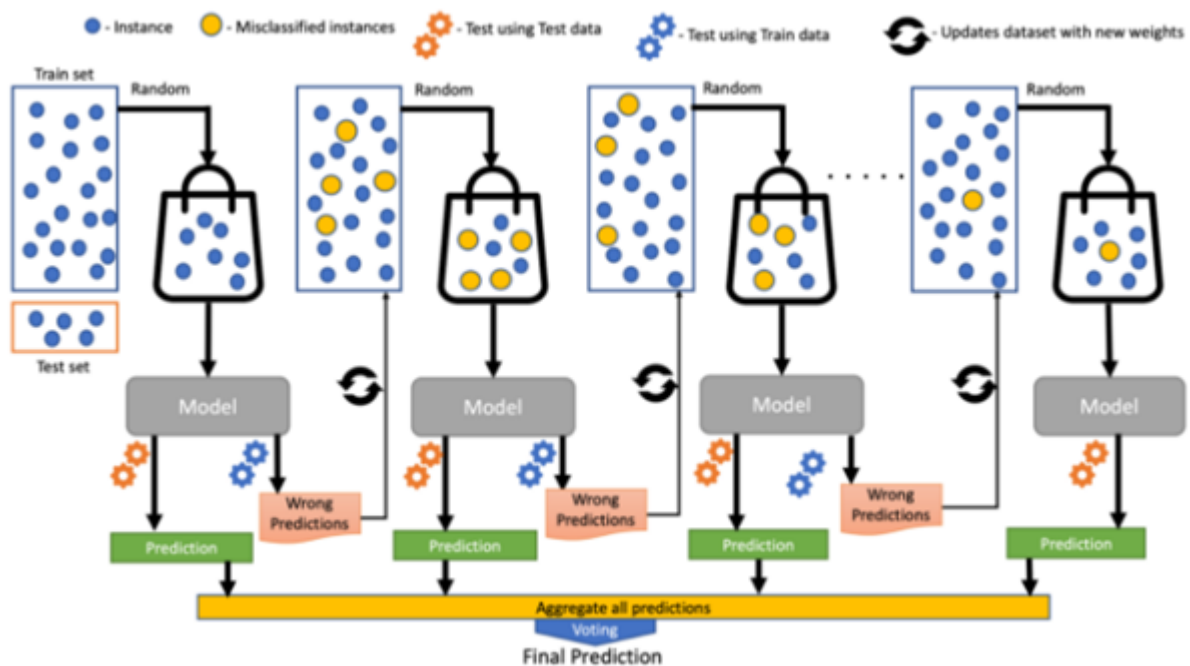 - Instance
- Misclassified instances
- Test using Test data
- Test using Train data
- Updates dataset with new weights
Train set
Random
Random
Random
Random
Test set
Model
Model
Model
Model
Wrong
Predictions
Wrong
Predictions
Wrong
Predictions
Prediction
Prediction
Prediction
Prediction
Aggregate all predictions
Voting
Final Prediction